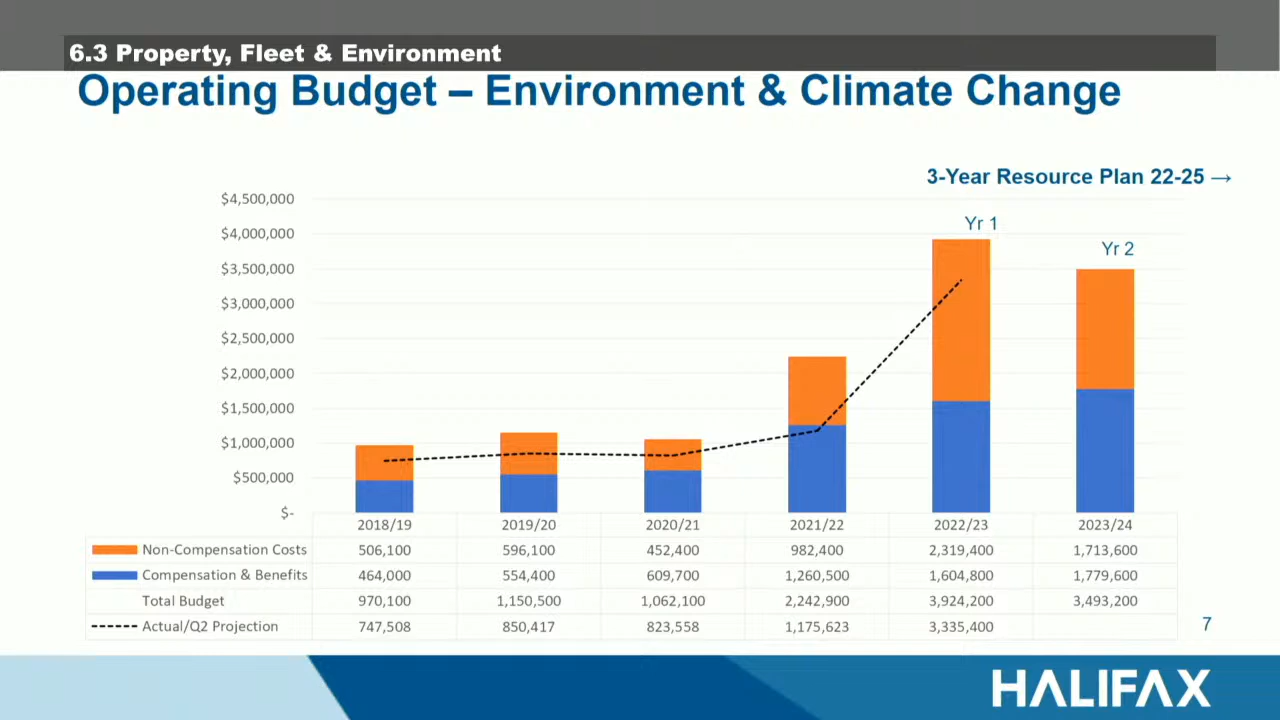 6.3 Property, Fleet & Environment
Operating Budget – Environment & Climate Change
3-Year Resource Plan 22-25 →
$4,500,000
$4,000,000
$3,500,000
$3,000,000
$2,500,000
$2,000,000
$1,500,000
$1,000,000
$500,000
$-
Yr 1
Yr 2
2018/19 2019/20 2020/21 2021/22 2022/23 2023/24
Non-Compensation Costs 506,100 596,100 452,400 982,400 2,319,400 1,713,600
Compensation & Benefits 464,000 554,400 609,700 1,260,500 1,604,800 1,779,600
Total Budget 970,100 1,150,500 1,062,100 2,242,900 3,924,200 3,493,200
Actual/Q2 Projection 747,508 850,417 823,558 1,175,623 3,335,400
7
HALIFAX